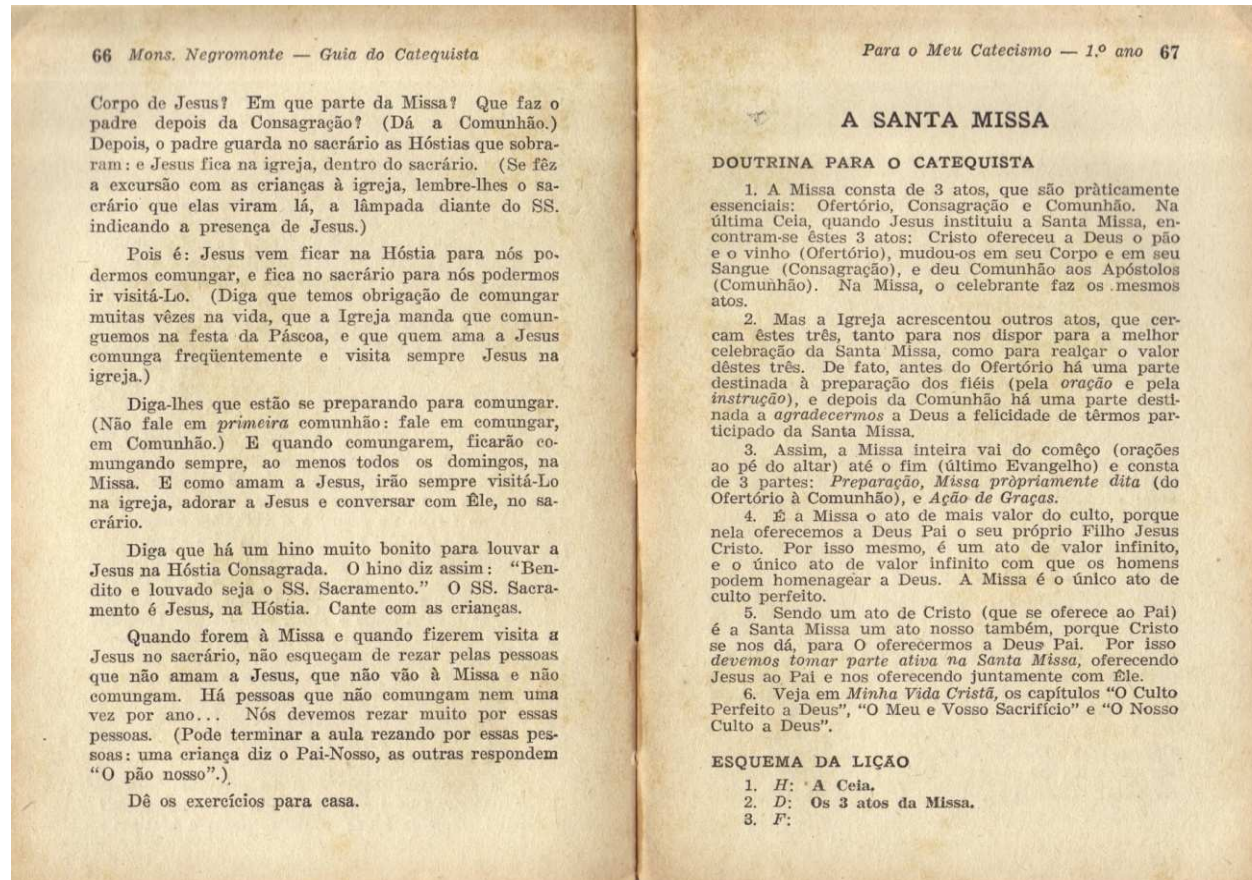 66 Mons. Negromonte — Guia do Catequista
Corpo de Jesus? Em que parte da Missa? Que faz o
padre depois da Consagração? (Dá a Comunhão.)
Depois, o padre guarda no sacrário as Hóstias que sobra-
ram: e Jesus fica na igreja, dentro do sacrário. (Se fêz
a excursão com as crianças à igreja, lembre-lhes o sa-
crário que elas viram lá, a lâmpada diante do SS.
indicando a presença de Jesus.)
Pois é: Jesus vem ficar na Hóstia para nós po-
dermos comungar, e fica no sacrário para nós podermos
ir visitá-Lo. (Diga que temos obrigação de comungar
muitas vêzes na vida, que a Igreja manda que comun-
guemos na festa da Páscoa, e que quem ama a Jesus
comunga freqüentemente e visita sempre Jesus na
igreja.)
Diga-lhes que estão se preparando para comungar.
(Não fale em primeira comunhão: fale em comungar,
em Comunhão.) E quando comungarem, ficarão co-
mungando sempre, ao menos todos os domingos, na
Missa. E como amam a Jesus, irão sempre visitá-Lo
na igreja, adorar a Jesus e conversar com Êle, no sa-
crário.
Diga que há um hino muito bonito para louvar a
Jesus na Hóstia Consagrada. O hino diz assim: “Ben-
dito e louvado seja o SS. Sacramento.” O SS. Sacra-
mento é Jesus, na Hóstia. Cante com as crianças.
Quando forem à Missa e quando fizerem visita a
Jesus no sacrário, não esqueçam de rezar pelas pessoas
que não amam a Jesus, que não vão à Missa e não
comungam. Há pessoas que não comungam nem uma
vez por ano... Nós devemos rezar muito por essas
pessoas. (Pode terminar a aula rezando por essas pes-
soas: uma criança diz o Pai-Nosso, as outras respondem
“O pão nosso”.)
Dê os exercícios para casa.
Para o Meu Catecismo — 1.º ano 67
A SANTA MISSA
DOUTRINA PARA O CATEQUISTA
1. A Missa consta de 3 atos, que são pràticamente
essenciais: Ofertório, Consagração e Comunhão. Na
última Ceia, quando Jesus instituiu a Santa Missa, en-
contram-se êstes 3 atos: Cristo ofereceu a Deus o pão
e o vinho (Ofertório), mudou-os em seu Corpo e em seu
Sangue (Consagração), e deu Comunhão aos Apóstolos
(Comunhão). Na Missa, o celebrante faz os mesmos
atos.
2. Mas a Igreja acrescentou outros atos, que cer-
cam êstes três, tanto para nos dispor para a melhor
celebração da Santa Missa, como para realçar o valor
dêstes três. De fato, antes do Ofertório há uma parte
destinada à preparação dos fiéis (pela oração e pela
instrução), e depois da Comunhão há uma parte desti-
nada a agradecermos a Deus a felicidade de têrmos par-
ticipado da Santa Missa.
3. Assim, a Missa inteira vai do comêço (orações
ao pé do altar) até o fim (último Evangelho) e consta
de 3 partes: Preparação, Missa pròpriamente dita (do
Ofertório à Comunhão), e Ação de Graças.
4. É a Missa o ato de mais valor do culto, porque
nela oferecemos a Deus Pai o seu próprio Filho Jesus
Cristo. Por isso mesmo, é um ato de valor infinito,
e o único ato de valor infinito com que os homens
podem homenagear a Deus. A Missa é o único ato de
culto perfeito.
5. Sendo um ato de Cristo (que se oferece ao Pai)
é a Santa Missa um ato nosso também, porque Cristo
se nos dá, para O oferecermos a Deus Pai. Por isso
devemos tomar parte ativa na Santa Missa, oferecendo
Jesus ao Pai e nos oferecendo juntamente com Êle.
6. Veja em Minha Vida Cristã, os capítulos “O Culto
Perfeito a Deus”, “O Meu e Vosso Sacrifício” e “O Nosso
Culto a Deus”.
ESQUEMA DA LIÇÃO
1. H: A Ceia.
2. D: Os 3 atos da Missa.
3. F: